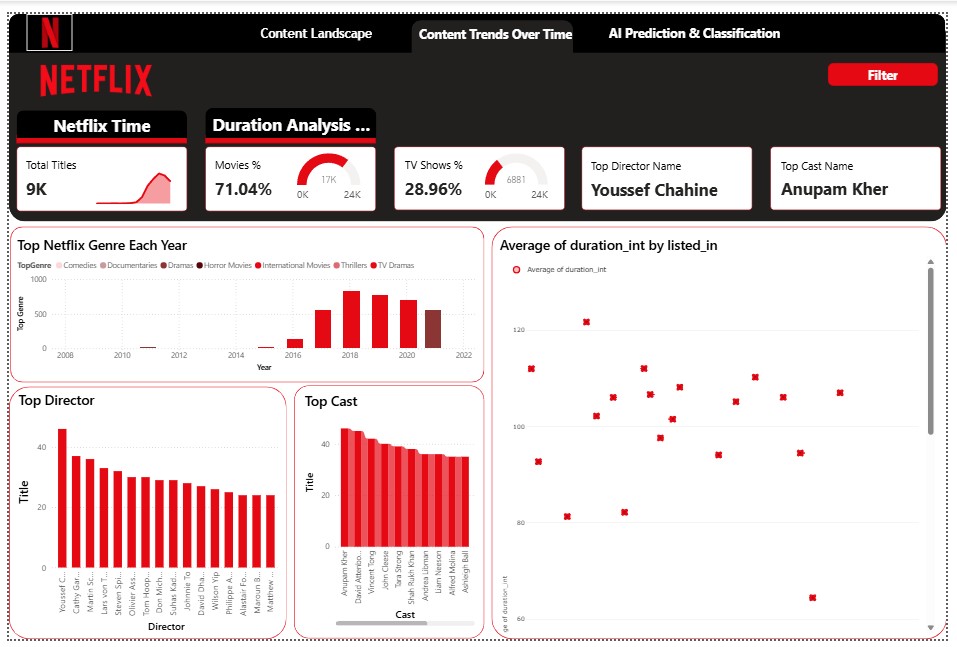 N
Content Landscape
Content Trends Over Time
AI Prediction & Classification
NETFLIX
Filter
Netflix Time
Duration Analysis ...
Total Titles
9K
Movies %
71.04%
17K
0K
24K
TV Shows %
28.96%
6881
0K
24K
Top Director Name
Youssef Chahine
Top Cast Name
Anupam Kher
Top Netflix Genre Each Year
TopGenre Comedies Documentaries Dramas Horror Movies International Movies Thrillers TV Dramas
1000
500
0
Top Genre
2008 2010 2012 2014 2016 2018 2020 2022
Year
Top Director
40
20
0
Title
Youssef C...
Cathy Gar...
Martin Sc...
Lars von T...
Steven Spi...
Olivier Ass...
Tom Hoop...
Don Mich...
Suhas Kad...
Johnnie To
David Dha...
Wilson Yip
Philippe A...
Alastair Fo...
Maroun B...
Matthew ...
Director
Top Cast
40
20
0
Title
Anupam Kher
David Attenbo...
Vincent Tong
John Cleese
Tara Strong
Shah Rukh Khan
Andrea Libman
Liam Neeson
Alfred Molina
Ashleigh Ball
Cast
Average of duration_int by listed_in
Average of duration_int
120
100
80
60
ge of duration_int